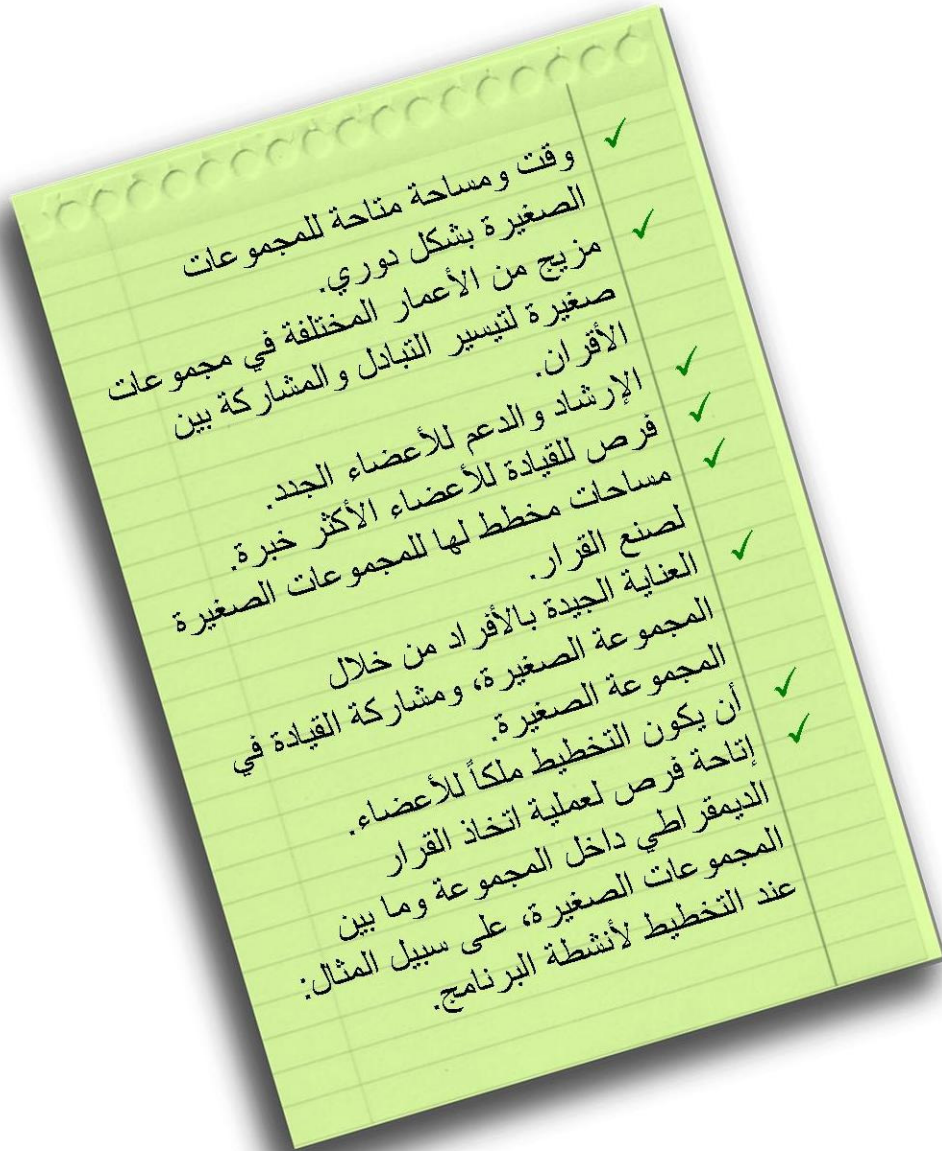 ✓ وقت ومساحة متاحة للمجموعات
الصغيرة بشكل دوري.
✓ مزيج من الأعمار المختلفة في مجموعات
صغيرة لتيسير التبادل والمشاركة بين
الأقران.
✓ الإرشاد والدعم للأعضاء الجدد.
✓ فرص للقيادة للأعضاء الأكثر خبرة.
✓ مساحات مخطط لها للمجموعات الصغيرة
لصنع القرار.
✓ العناية الجيدة بالأفراد من خلال
المجموعة الصغيرة، ومشاركة القيادة في
المجموعة الصغيرة.
✓ أن يكون التخطيط ملكاً للأعضاء.
✓ إتاحة فرص لعملية اتخاذ القرار
الديمقراطي داخل المجموعة وما بين
المجموعات الصغيرة، على سبيل المثال:
عند التخطيط لأنشطة البرنامج.